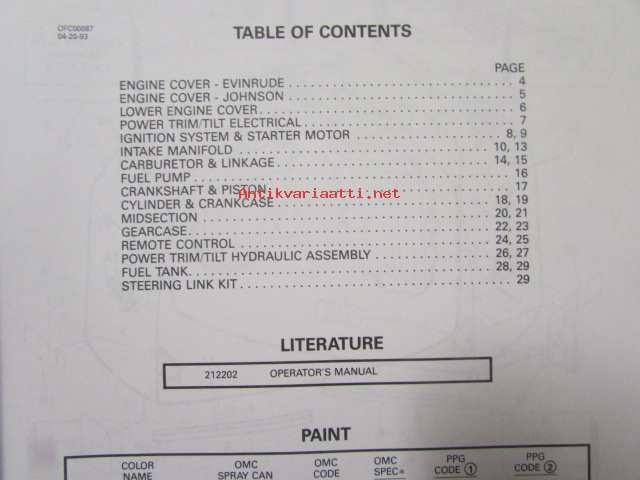 OFC00087
04-20-93
TABLE OF CONTENTS
PAGE
ENGINE COVER - EVINRUDE . . . . . . . . . . . . . . . . . . . . . . . . . . . . 4
ENGINE COVER - JOHNSON . . . . . . . . . . . . . . . . . . . . . . . . . . . . 5
LOWER ENGINE COVER . . . . . . . . . . . . . . . . . . . . . . . . . . . . . . . 6
POWER TRIM/TILT ELECTRICAL . . . . . . . . . . . . . . . . . . . . . . . . . . 7
IGNITION SYSTEM & STARTER MOTOR . . . . . . . . . . . . . . . . . . . . 8, 9
INTAKE MANIFOLD . . . . . . . . . . . . . . . . . . . . . . . . . . . . . . . 10, 13
CARBURETOR & LINKAGE . . . . . . . . . . . . . . . . . . . . . . . . . . . 14, 15
FUEL PUMP . . . . . . . . . . . . . . . . . . . . . . . . . . . . . . . . . . . . . . 16
CRANKSHAFT & PISTON . . . . . . . . . . . . . . . . . . . . . . . . . . . . . 17
Antikvariaatti.net
CYLINDER & CRANKCASE . . . . . . . . . . . . . . . . . . . . . . . . . . . 18, 19
MIDSECTION . . . . . . . . . . . . . . . . . . . . . . . . . . . . . . . . . . . 20, 21
GEARCASE . . . . . . . . . . . . . . . . . . . . . . . . . . . . . . . . . . . . 22, 23
REMOTE CONTROL . . . . . . . . . . . . . . . . . . . . . . . . . . . . . . . 24, 25
POWER TRIM/TILT HYDRAULIC ASSEMBLY . . . . . . . . . . . . . . . . 26, 27
FUEL TANK . . . . . . . . . . . . . . . . . . . . . . . . . . . . . . . . . . . . 28, 29
STEERING LINK KIT . . . . . . . . . . . . . . . . . . . . . . . . . . . . . . . . 29
LITERATURE
212202 OPERATOR'S MANUAL
PAINT
COLOR OMC OMC OMC PPG PPG
NAME SPRAY CAN CODE SPEC* CODE ① CODE ②